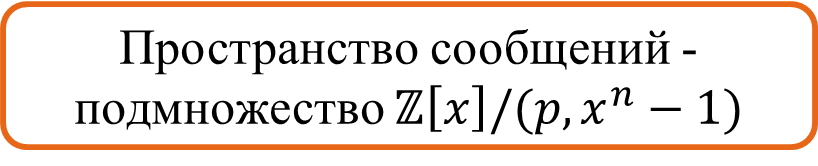 Пространство сообщений -
подмножество ℤ[𝑥]/(𝑝, 𝑥ⁿ − 1)